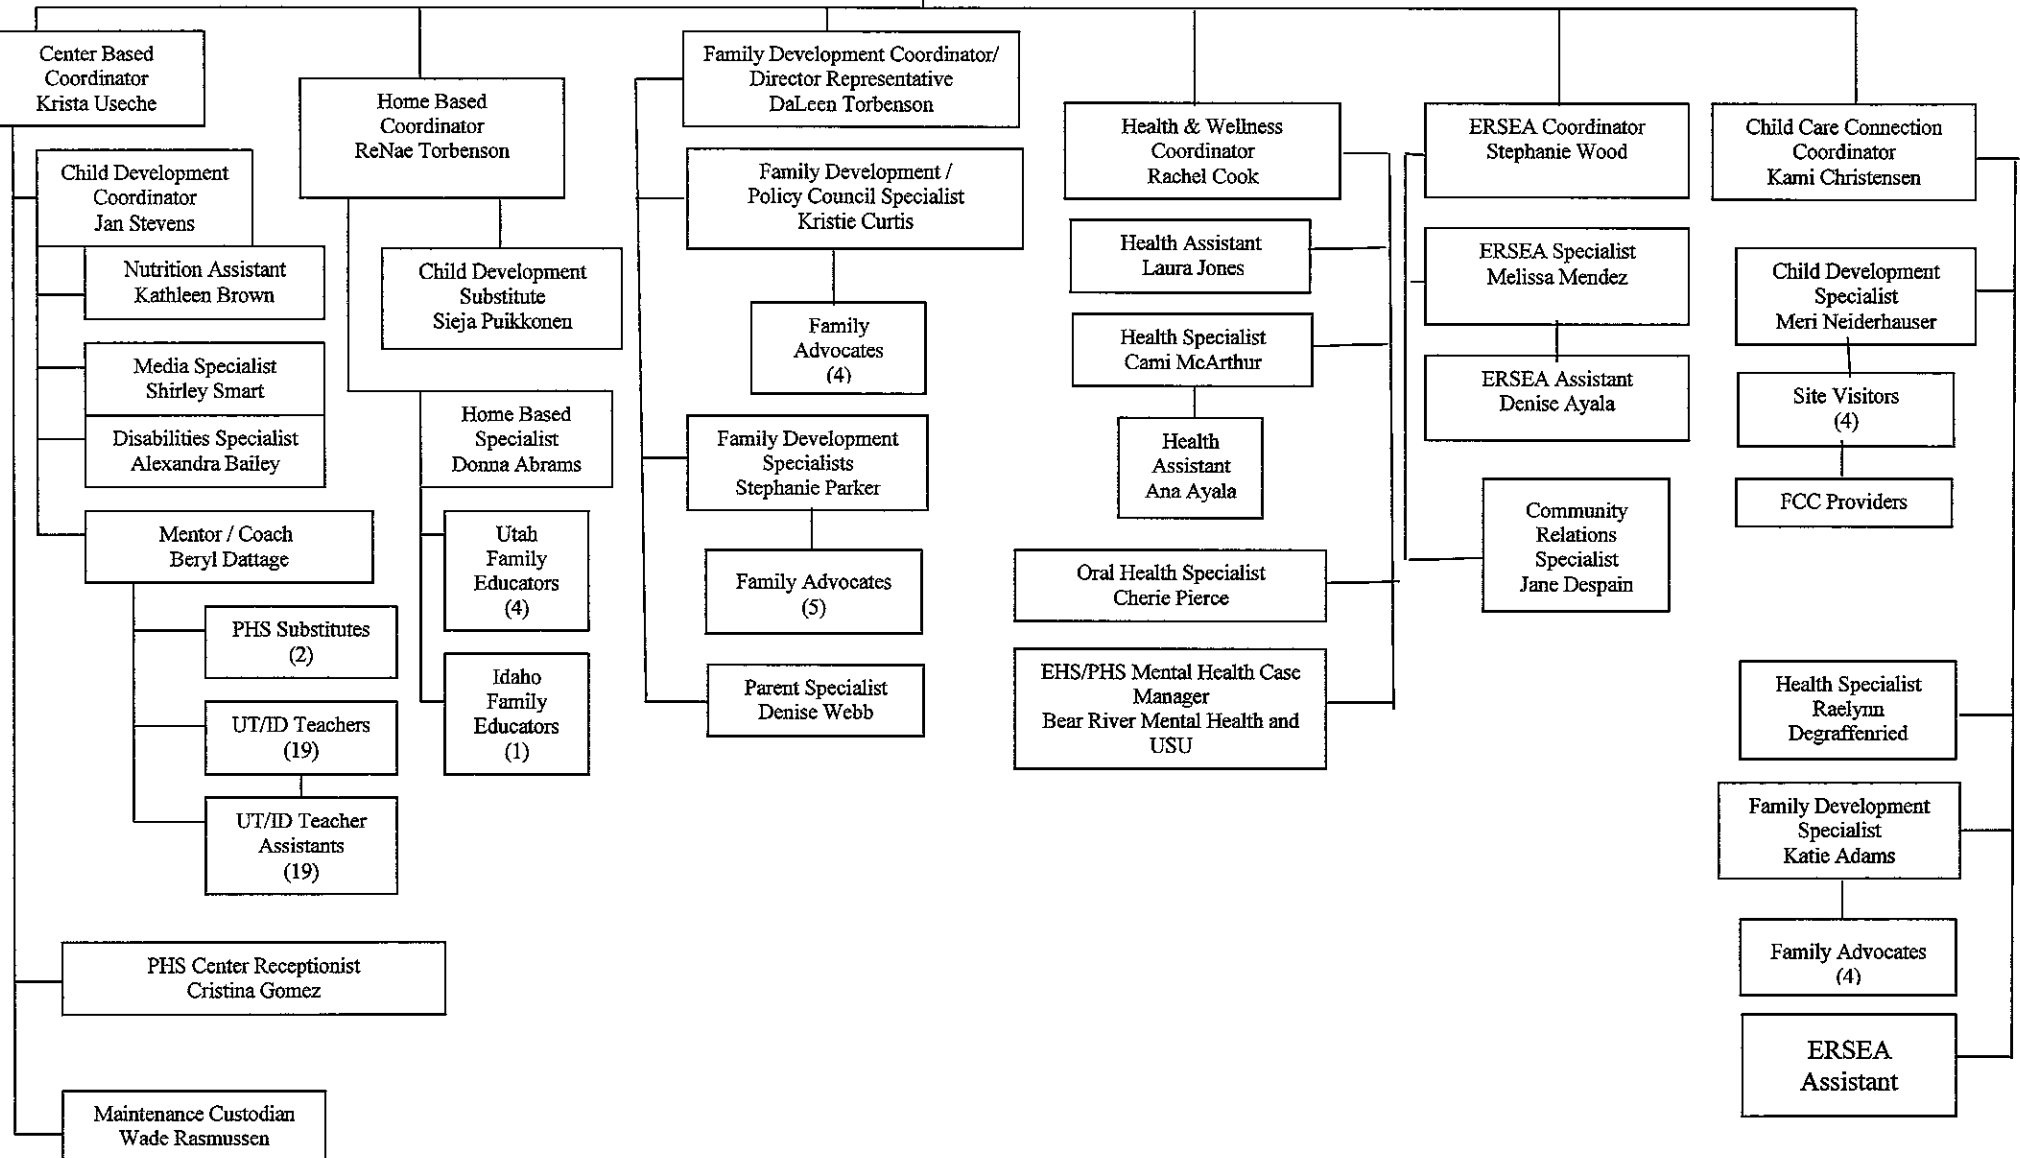 Center Based
Coordinator
Krista Useche
Child Development
Coordinator
Jan Stevens
Nutrition Assistant
Kathleen Brown
Media Specialist
Shirley Smart
Disabilities Specialist
Alexandra Bailey
Mentor / Coach
Beryl Dattage
PHS Substitutes
(2)
UT/ID Teachers
(19)
UT/ID Teacher
Assistants
(19)
PHS Center Receptionist
Cristina Gomez
Maintenance Custodian
Wade Rasmussen
Home Based
Coordinator
ReNae Torbenson
Child Development
Substitute
Sieja Puikkonen
Home Based
Specialist
Donna Abrams
Utah
Family
Educators
(4)
Idaho
Family
Educators
(1)
Family Development Coordinator/
Director Representative
DaLeen Torbenson
Family Development /
Policy Council Specialist
Kristie Curtis
Family
Advocates
(4)
Family Development
Specialists
Stephanie Parker
Family Advocates
(5)
Parent Specialist
Denise Webb
Health & Wellness
Coordinator
Rachel Cook
Health Assistant
Laura Jones
Health Specialist
Cami McArthur
Health
Assistant
Ana Ayala
Oral Health Specialist
Cherie Pierce
EHS/PHS Mental Health Case
Manager
Bear River Mental Health and
USU
ERSEA Coordinator
Stephanie Wood
ERSEA Specialist
Melissa Mendez
ERSEA Assistant
Denise Ayala
Community
Relations
Specialist
Jane Despain
Child Care Connection
Coordinator
Kami Christensen
Child Development
Specialist
Meri Neiderhauser
Site Visitors
(4)
FCC Providers
Health Specialist
Raelynn
Degraffenried
Family Development
Specialist
Katie Adams
Family Advocates
(4)
ERSEA
Assistant